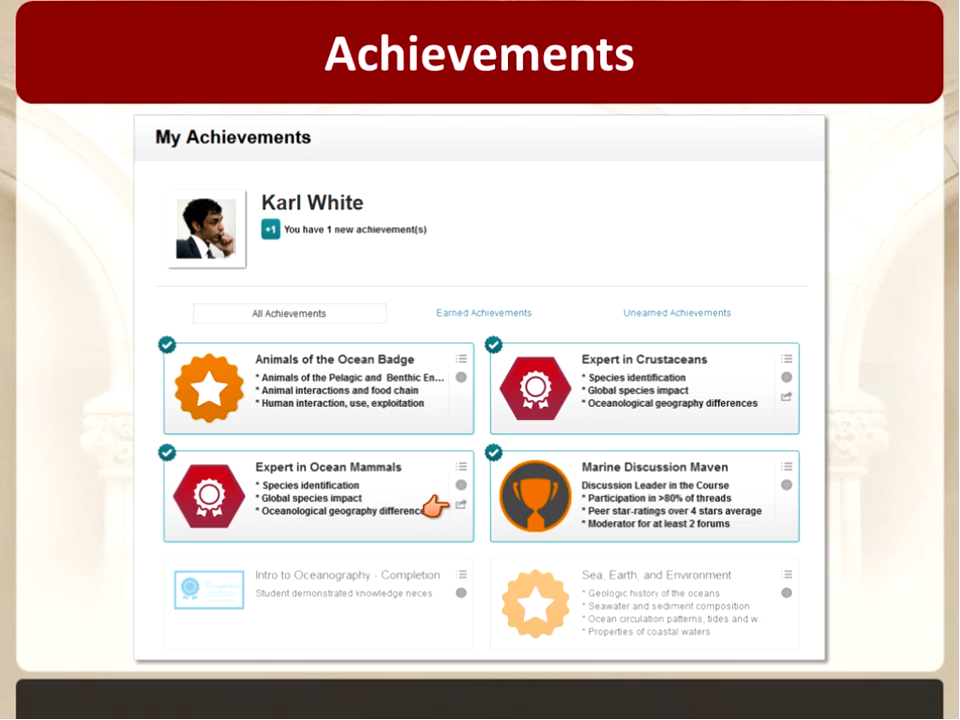 Achievements
My Achievements
Karl White
+1 You have 1 new achievement(s)
All Achievements
Earned Achievements
Unearned Achievements
Animals of the Ocean Badge
* Animals of the Pelagic and Benthic En...
* Animal interactions and food chain
* Human interaction, use, exploitation
Expert in Crustaceans
* Species identification
* Global species impact
* Oceanological geography differences
Expert in Ocean Mammals
* Species identification
* Global species impact
* Oceanological geography difference
Marine Discussion Maven
Discussion Leader in the Course
* Participation in >80% of threads
* Peer star-ratings over 4 stars average
* Moderator for at least 2 forums
Intro to Oceanography - Completion
Student demonstrated knowledge neces.
Sea, Earth, and Environment
* Geologic history of the oceans
* Seawater and sediment composition
* Ocean circulation patterns, tides and w
* Properties of coastal waters